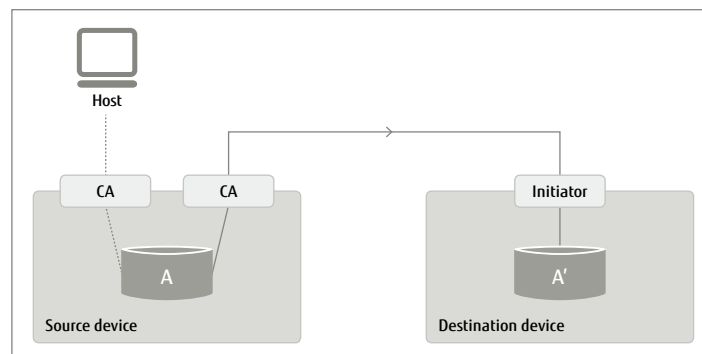 Host
CA
CA
Initiator
A
A′
Source device
Destination device